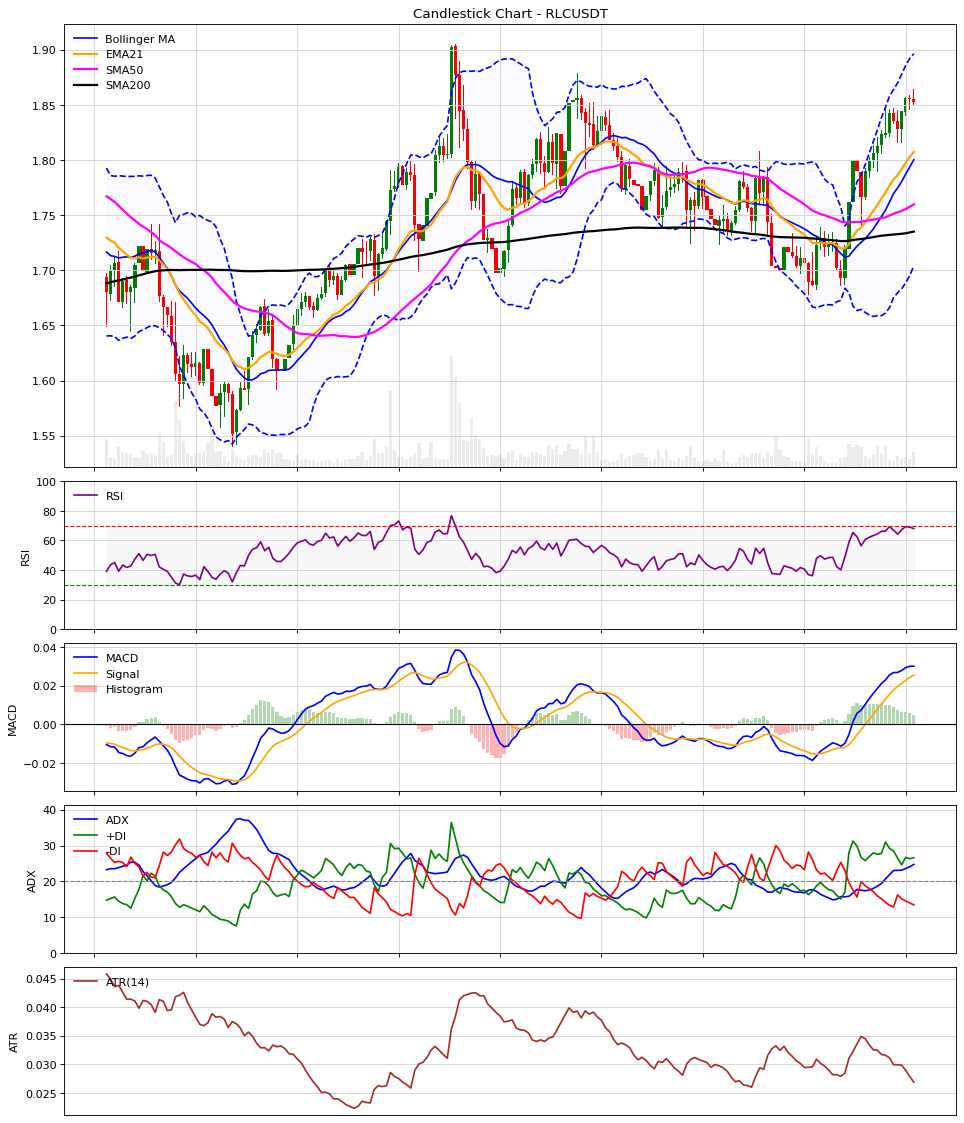 Candlestick Chart - RLCUSDT
Bollinger MA
EMA21
SMA50
SMA200
1.90
1.85
1.80
1.75
1.70
1.65
1.60
1.55
RSI
RSI
100
80
60
40
20
0
MACD
Signal
Histogram
MACD
0.04
0.02
0.00
−0.02
ADX
+DI
-DI
ADX
40
30
20
10
0
ATR(14)
ATR
0.045
0.040
0.035
0.030
0.025